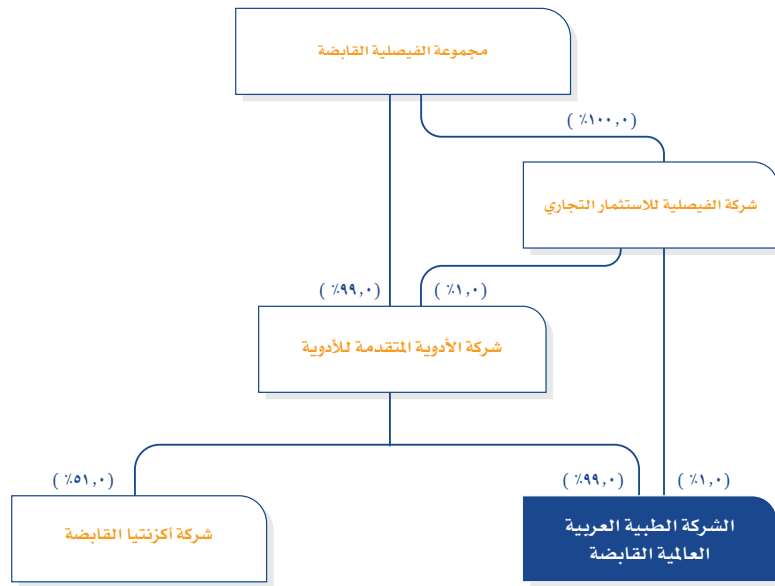 مجموعة الفيصلية القابضة
( ٪١٠٠,٠ )
شركة الفيصلية للاستثمار التجاري
( ٪٩٩,٠ )
( ٪١,٠ )
شركة الأدوية المتقدمة للأدوية
( ٪٥١,٠ )
( ٪٩٩,٠ )
( ٪١,٠ )
شركة أكزنتيا القابضة
الشركة الطبية العربية
العالمية القابضة